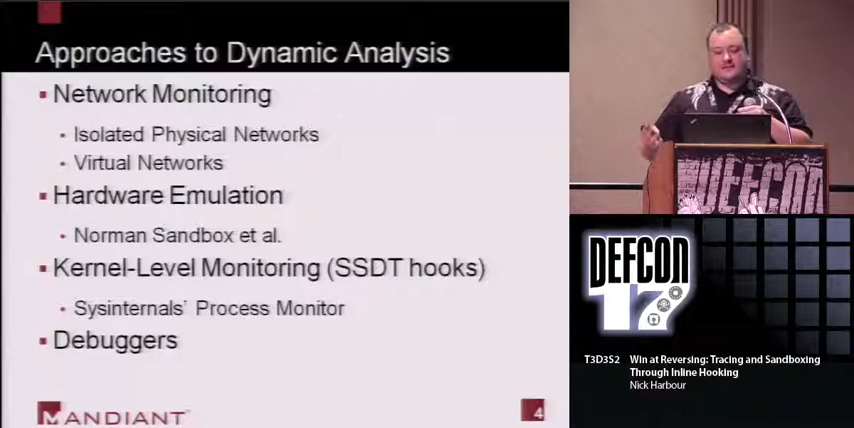 Approaches to Dynamic Analysis
▪ Network Monitoring
• Isolated Physical Networks
• Virtual Networks
▪ Hardware Emulation
• Norman Sandbox et al.
▪ Kernel-Level Monitoring (SSDT hooks)
• Sysinternals' Process Monitor
▪ Debuggers
MANDIANT
4
DEFCON
DEFCON
17
T3D3S2 Win at Reversing: Tracing and Sandboxing
Through Inline Hooking
Nick Harbour